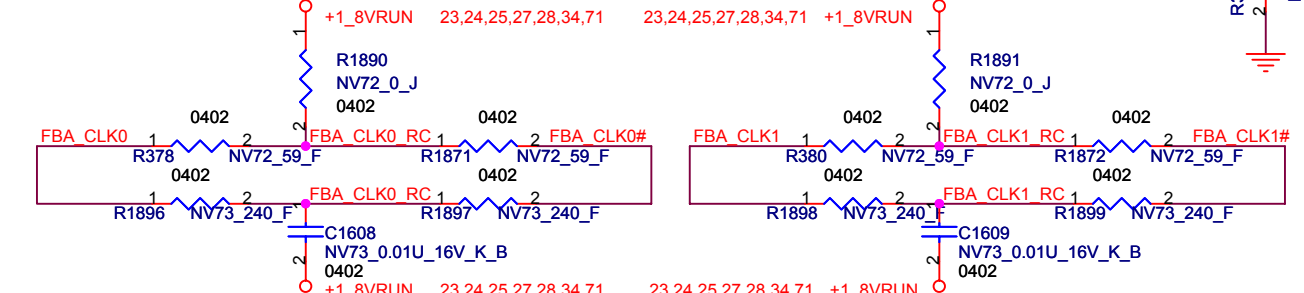 +1_8VRUN 23,24,25,27,28,34,71 23,24,25,27,28,34,71 +1_8VRUN
2
1 1
R1890 R1891
NV72_0_J NV72_0_J
0402 0402
0402 0402 0402 0402
2 2
FBA_CLK0 1 2 FBA_CLK0_RC 1 2 FBA_CLK0# FBA_CLK1 1 2 FBA_CLK1_RC 1 2 FBA_CLK1#
R378 NV72_59_F R1871 NV72_59_F R380 NV72_59_F R1872 NV72_59_F
0402 0402 0402 0402
1 2 1 FBA_CLK0_RC 1 2 1 2 1 FBA_CLK1_RC 1 2
R1896 NV73_240_F R1897 NV73_240_F R1898 NV73_240_F R1899 NV73_240_F
C1608 C1609
NV73_0.01U_16V_K_B NV73_0.01U_16V_K_B
2 0402 2 0402
+1_8VRUN 23,24,25,27,28,34,71 23,24,25,27,28,34,71 +1_8VRUN